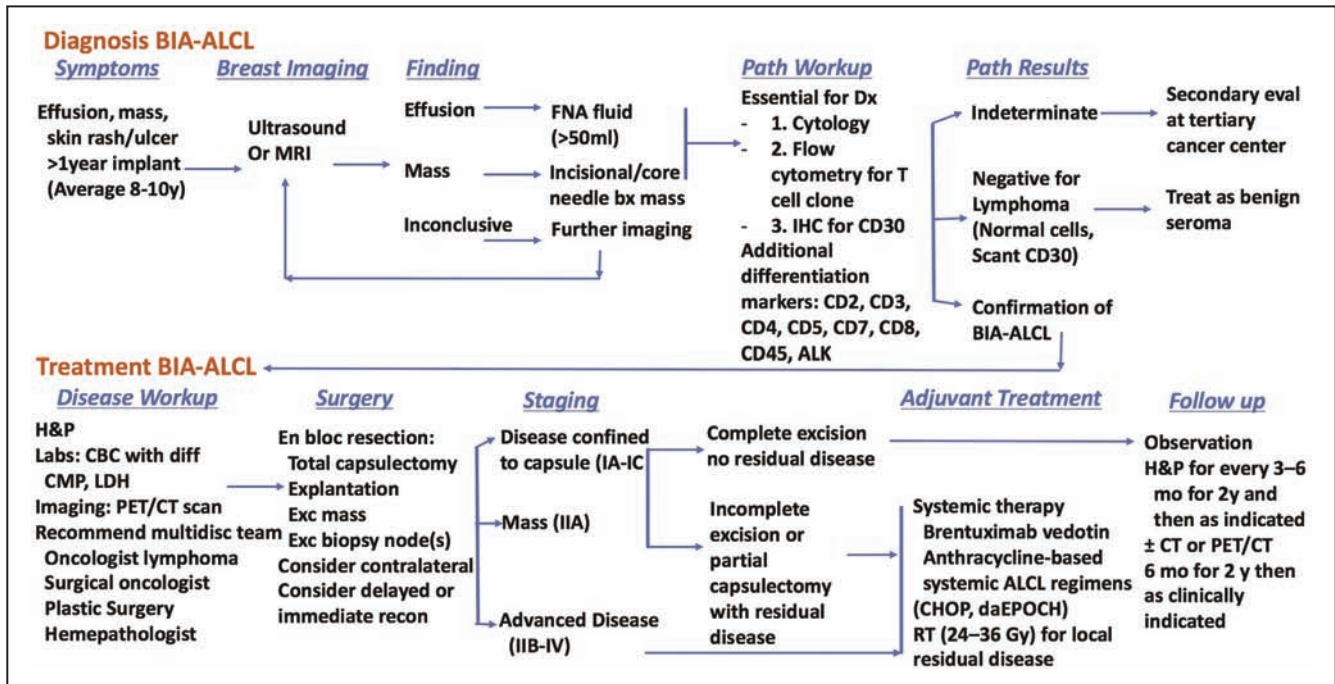 Diagnosis BIA-ALCL
Symptoms
Effusion, mass,
skin rash/ulcer
>1year implant
(Average 8-10y)
Breast Imaging
Ultrasound
Or MRI
Finding
Effusion
Mass
Inconclusive
FNA fluid
(>50ml)
Incisional/core
needle bx mass
Further imaging
Path Workup
Essential for Dx
- 1. Cytology
- 2. Flow
cytometry for T
cell clone
- 3. IHC for CD30
Additional
differentiation
markers: CD2, CD3,
CD4, CD5, CD7, CD8,
CD45, ALK
Path Results
Indeterminate
Negative for
Lymphoma
(Normal cells,
Scant CD30)
Confirmation of
BIA-ALCL
Secondary eval
at tertiary
cancer center
Treat as benign
seroma
Treatment BIA-ALCL
Disease Workup
H&P
Labs: CBC with diff
CMP, LDH
Imaging: PET/CT scan
Recommend multidisc team
Oncologist lymphoma
Surgical oncologist
Plastic Surgery
Hemepathologist
Surgery
En bloc resection:
Total capsulectomy
Explantation
Exc mass
Exc biopsy node(s)
Consider contralateral
Consider delayed or
immediate recon
Staging
Disease confined
to capsule (IA-IC
Mass (IIA)
Advanced Disease
(IIB-IV)
Complete excision
no residual disease
Incomplete
excision or
partial
capsulectomy
with residual
disease
Adjuvant Treatment
Systemic therapy
Brentuximab vedotin
Anthracycline-based
systemic ALCL regimens
(CHOP, daEPOCH)
RT (24–36 Gy) for local
residual disease
Follow up
Observation
H&P for every 3–6
mo for 2y and
then as indicated
± CT or PET/CT
6 mo for 2 y then
as clinically
indicated